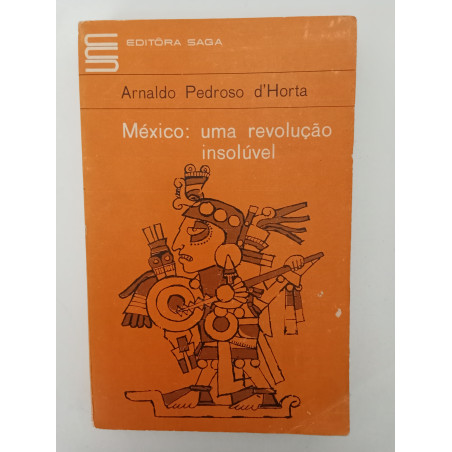 EDITÔRA SAGA
Arnaldo Pedroso d'Horta
México: uma revolução
insolúvel